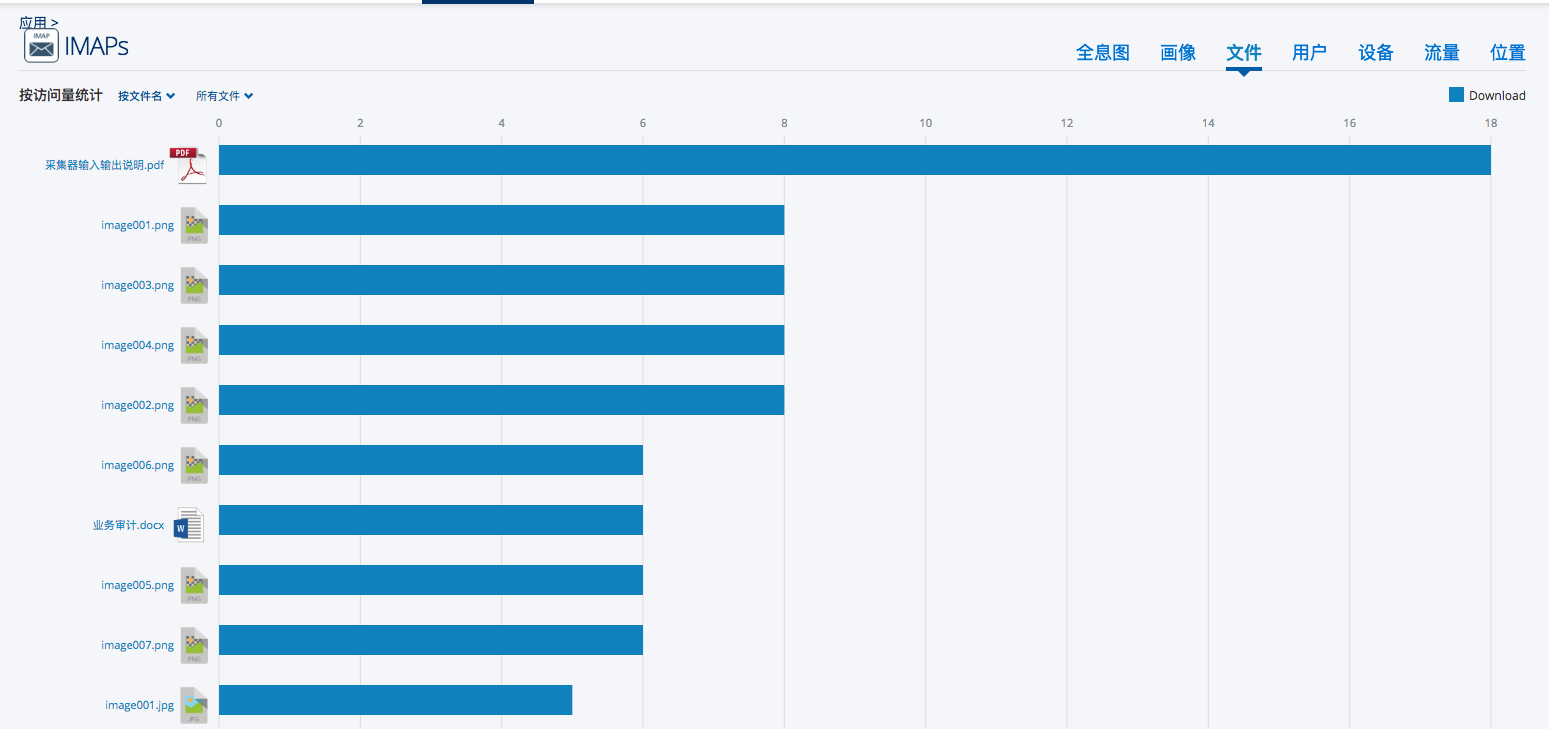 应用 >
IMAP
IMAPs
全息图 画像 文件 用户 设备 流量 位置
按访问量统计 按文件名 所有文件
Download
0 2 4 6 8 10 12 14 16 18
采集器输入输出说明.pdf PDF
image001.png PNG
image003.png PNG
image004.png PNG
image002.png PNG
image006.png PNG
业务审计.docx W
image005.png PNG
image007.png PNG
image001.jpg JPG